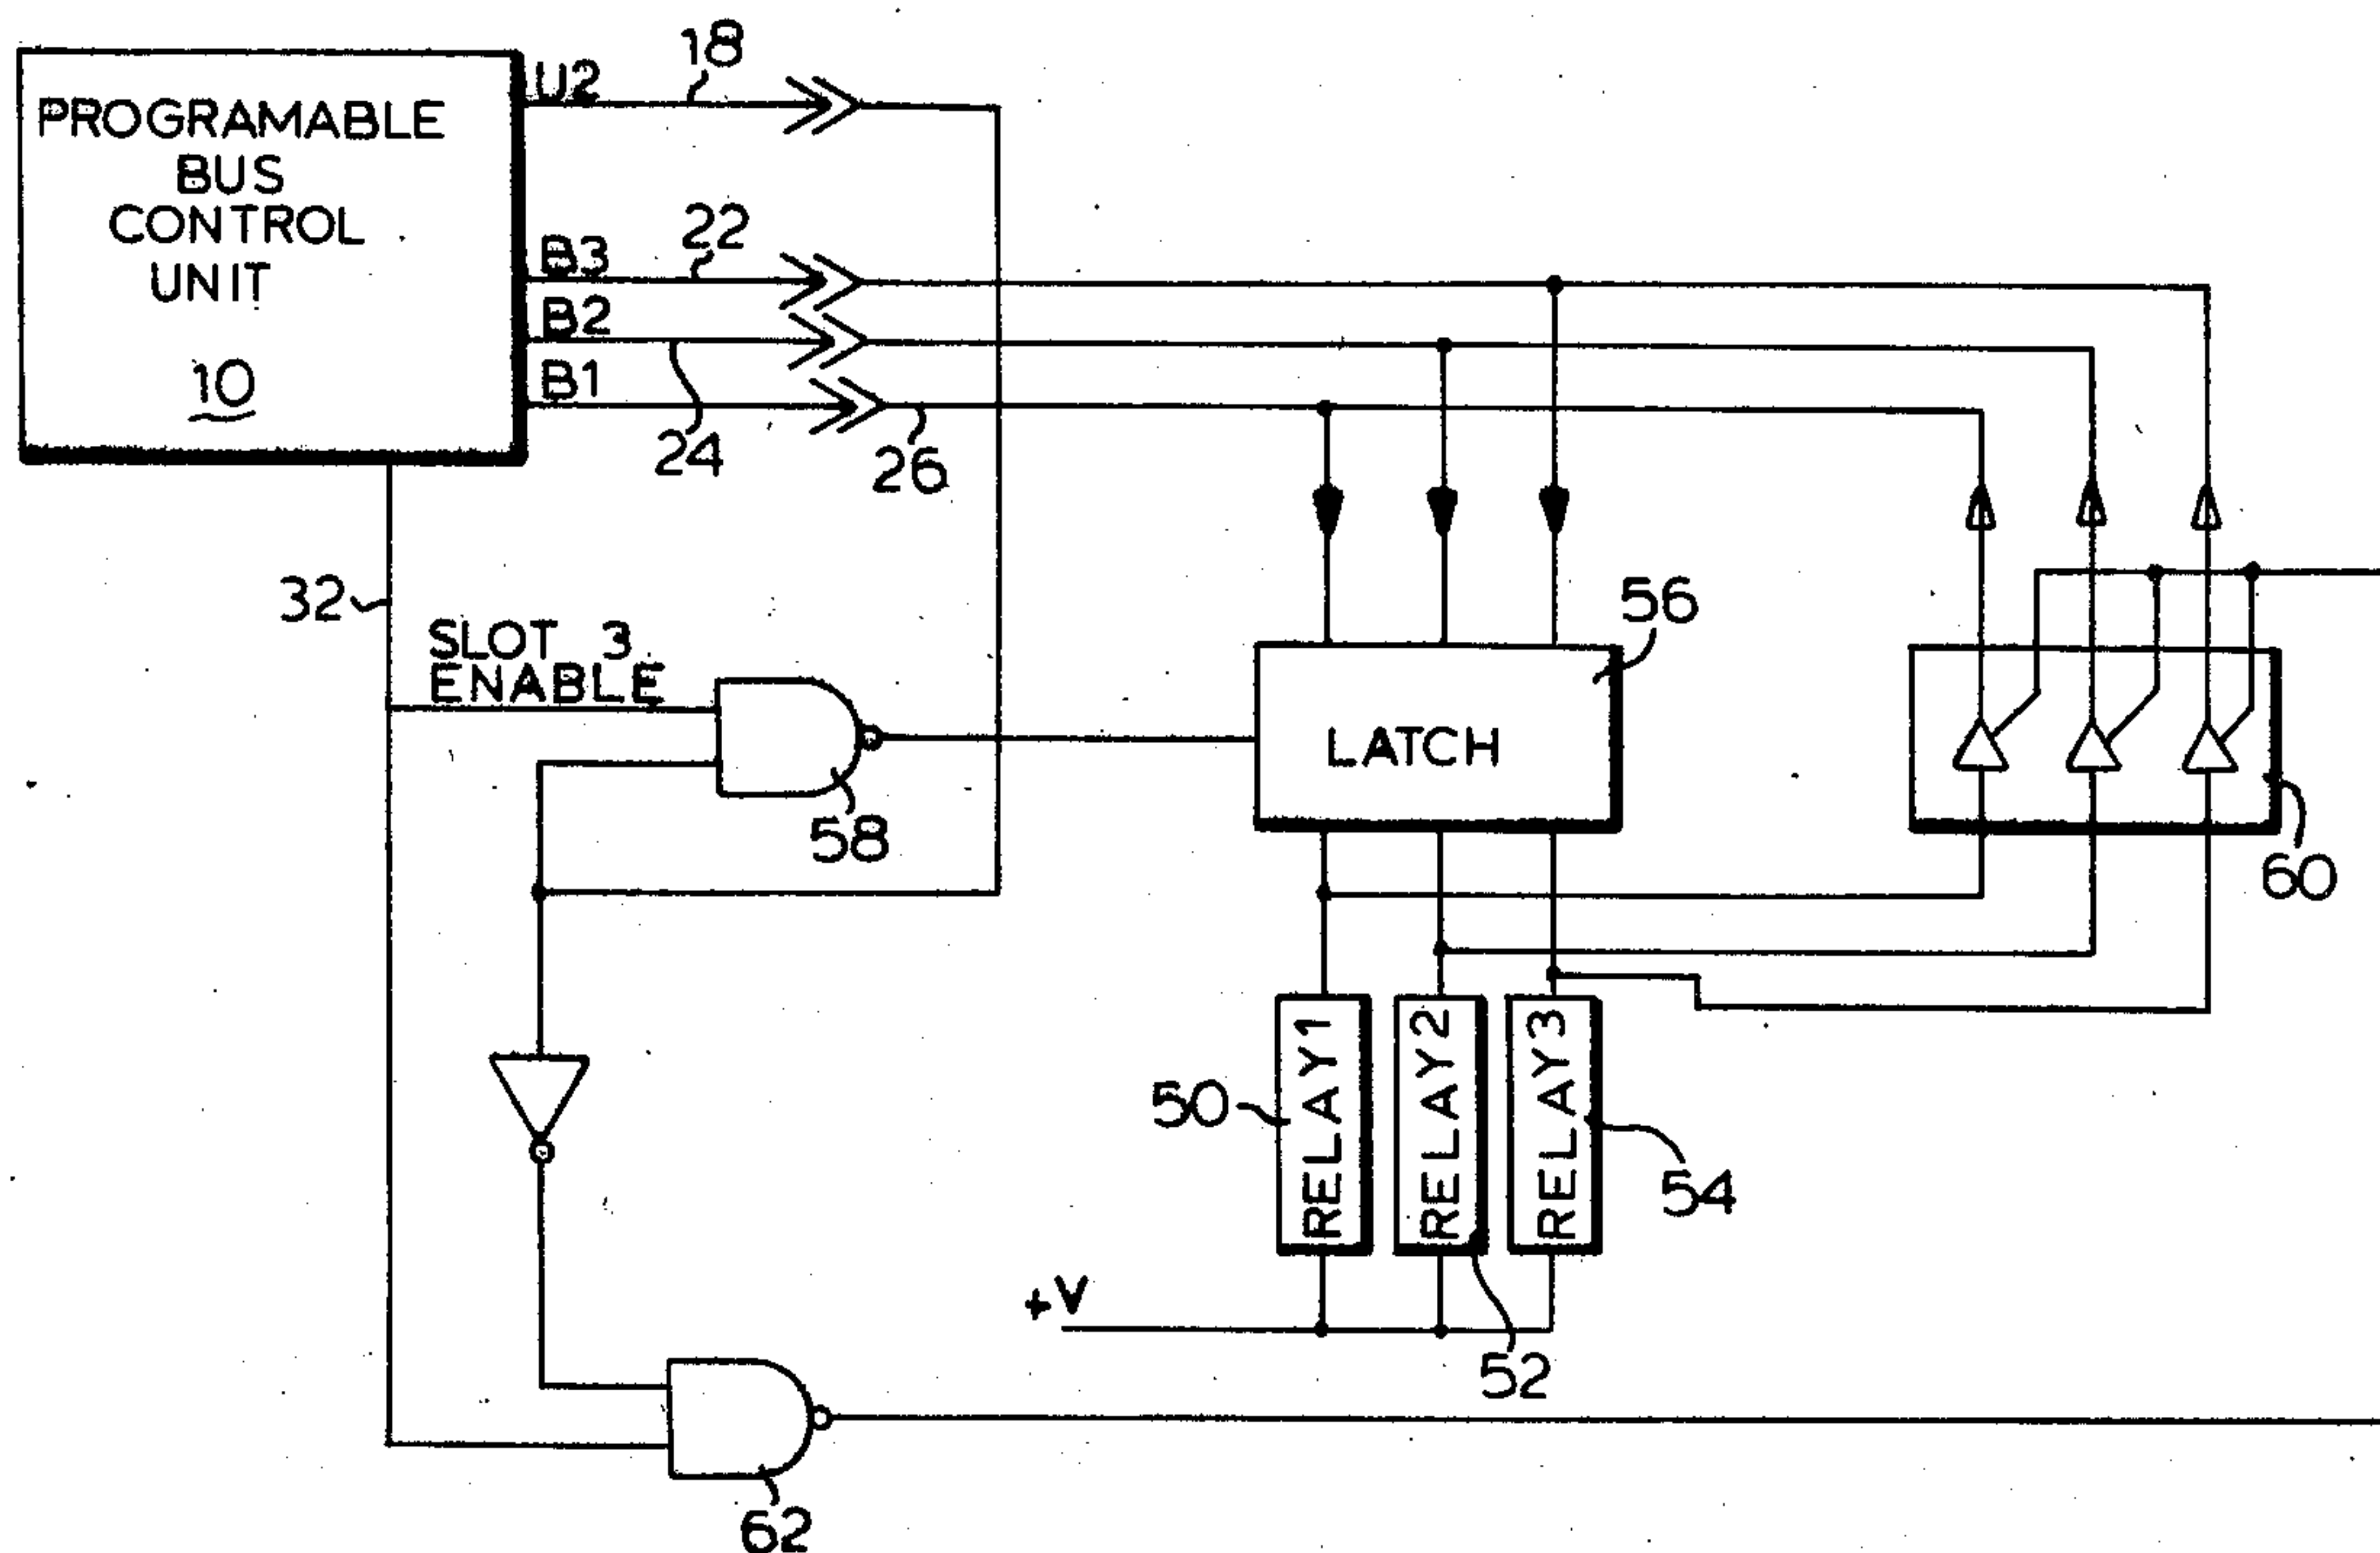 18
U2
PROGRAMABLE
BUS
CONTROL
UNIT
10
B3
22
B2
24
B1
26
32
SLOT 3
ENABLE
58
56
LATCH
60
RELAY1
RELAY2
RELAY3
50
54
+V
52
62